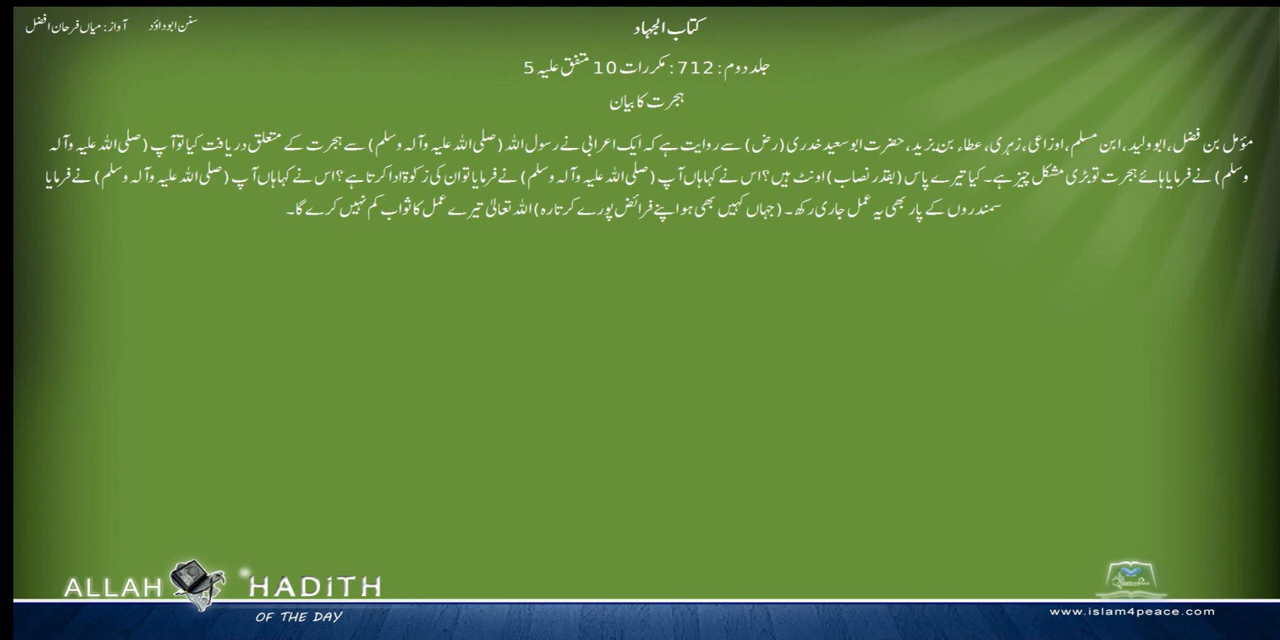 سنن ابوداؤد آواز: میاں فرحان افضل
کتاب الجہاد
جلد دوم: 712: مکررات 10 متفق علیہ 5
ہجرت کا بیان
مؤمل بن فضل، ابوولید، ابن مسلم، اوزاعی، زہری، عطاء بن یزید، حضرت ابوسعید خدری (رض) سے روایت ہے کہ ایک اعرابی نے رسول اللہ (صلی اللہ علیہ وآلہ وسلم) سے ہجرت کے متعلق دریافت کیا تو آپ (صلی اللہ علیہ وآلہ
وسلم) نے فرمایا ہائے ہجرت تو بڑی مشکل چیز ہے۔ کیا تیرے پاس (بقدر نصاب) اونٹ ہیں؟ اس نے کہا ہاں آپ (صلی اللہ علیہ وآلہ وسلم) نے فرمایا تو ان کی زکوة ادا کرتا ہے؟ اس نے کہا ہاں آپ (صلی اللہ علیہ وآلہ وسلم) نے فرمایا
سمندروں کے پار بھی یہ عمل جاری رکھ۔ (جہاں کہیں بھی ہو اپنے فرائض پورے کرتا رہ) اللہ تعالیٰ تیرے عمل کا ثواب کم نہیں کرے گا۔
ALLAH HADITH
OF THE DAY
www.islam4peace.com